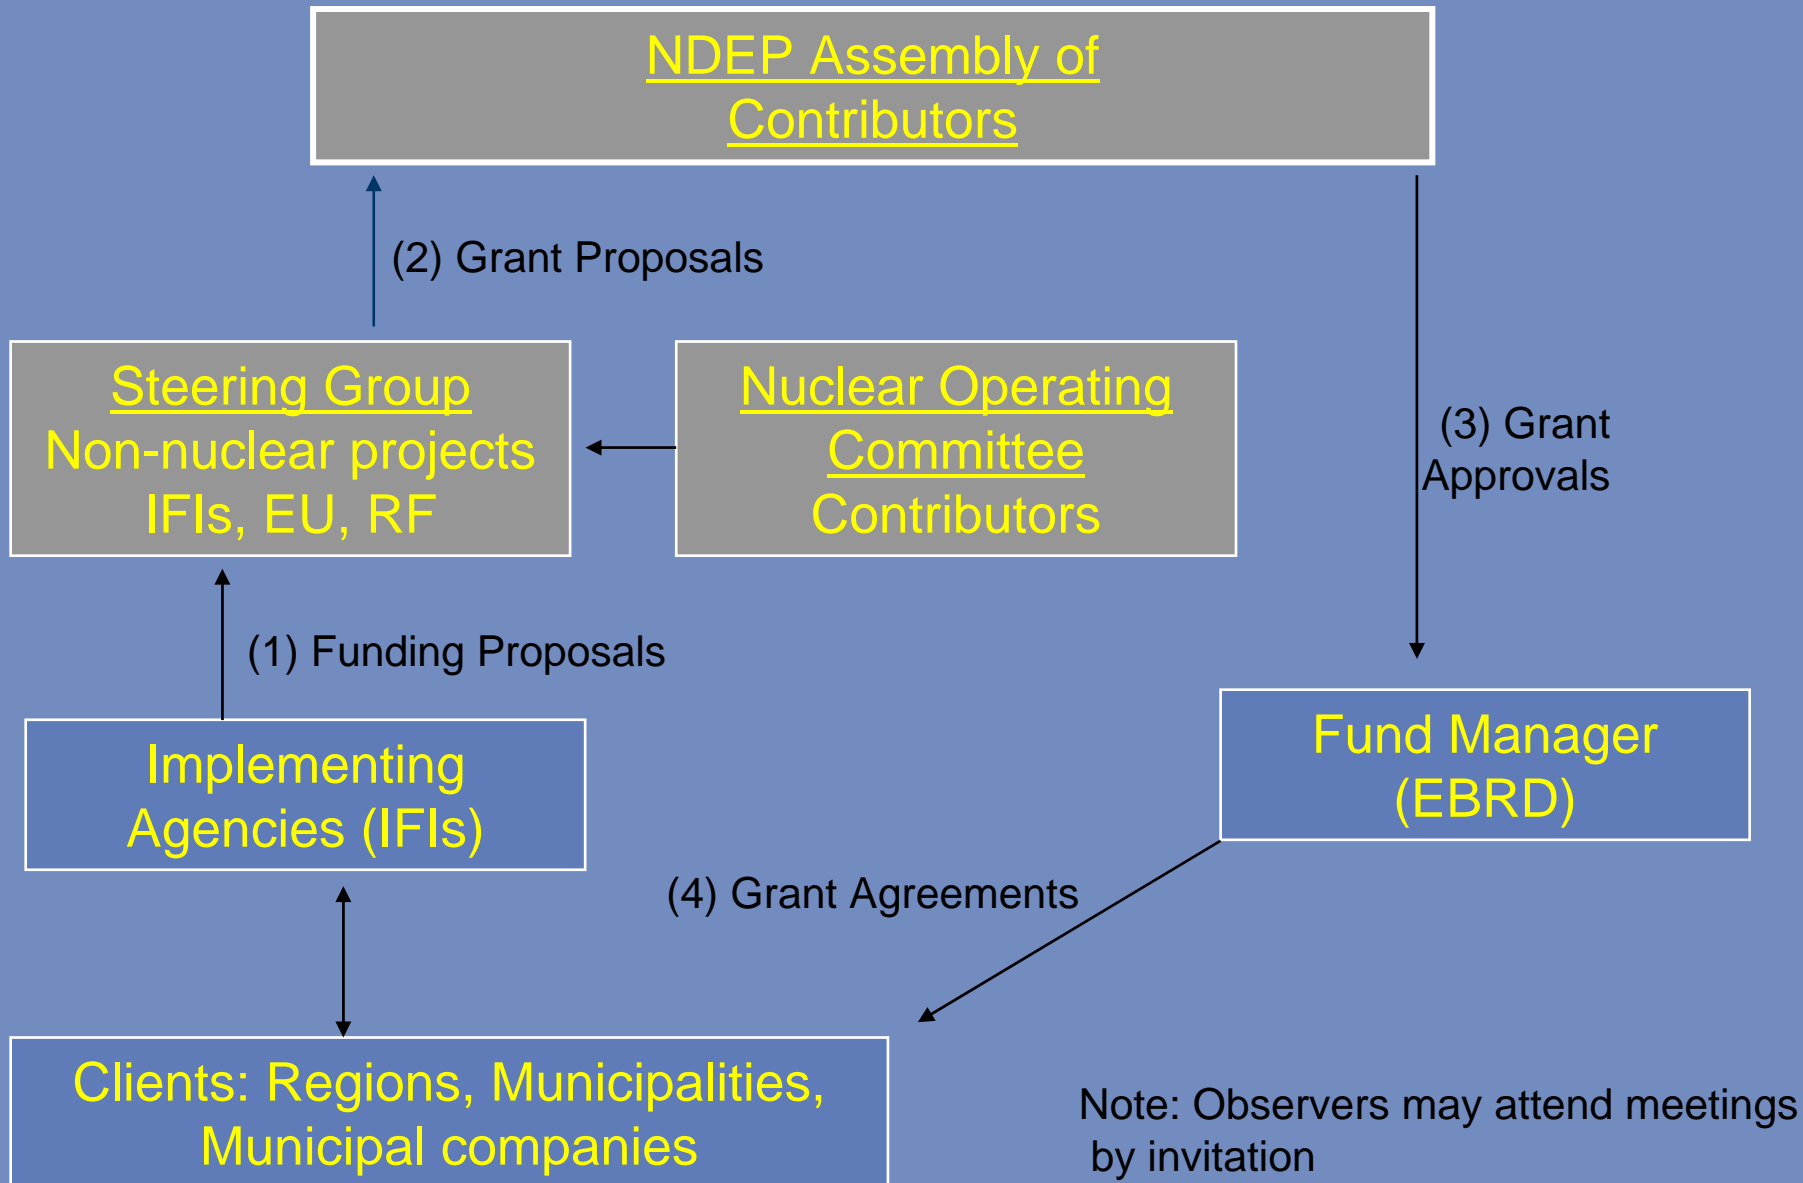 NDEP Assembly of
Contributors
(2) Grant Proposals
Steering Group
Non-nuclear projects
IFIs, EU, RF
Nuclear Operating
Committee
Contributors
(3) Grant
Approvals
(1) Funding Proposals
Implementing
Agencies (IFIs)
Fund Manager
(EBRD)
(4) Grant Agreements
Clients: Regions, Municipalities,
Municipal companies
Note: Observers may attend meetings
by invitation